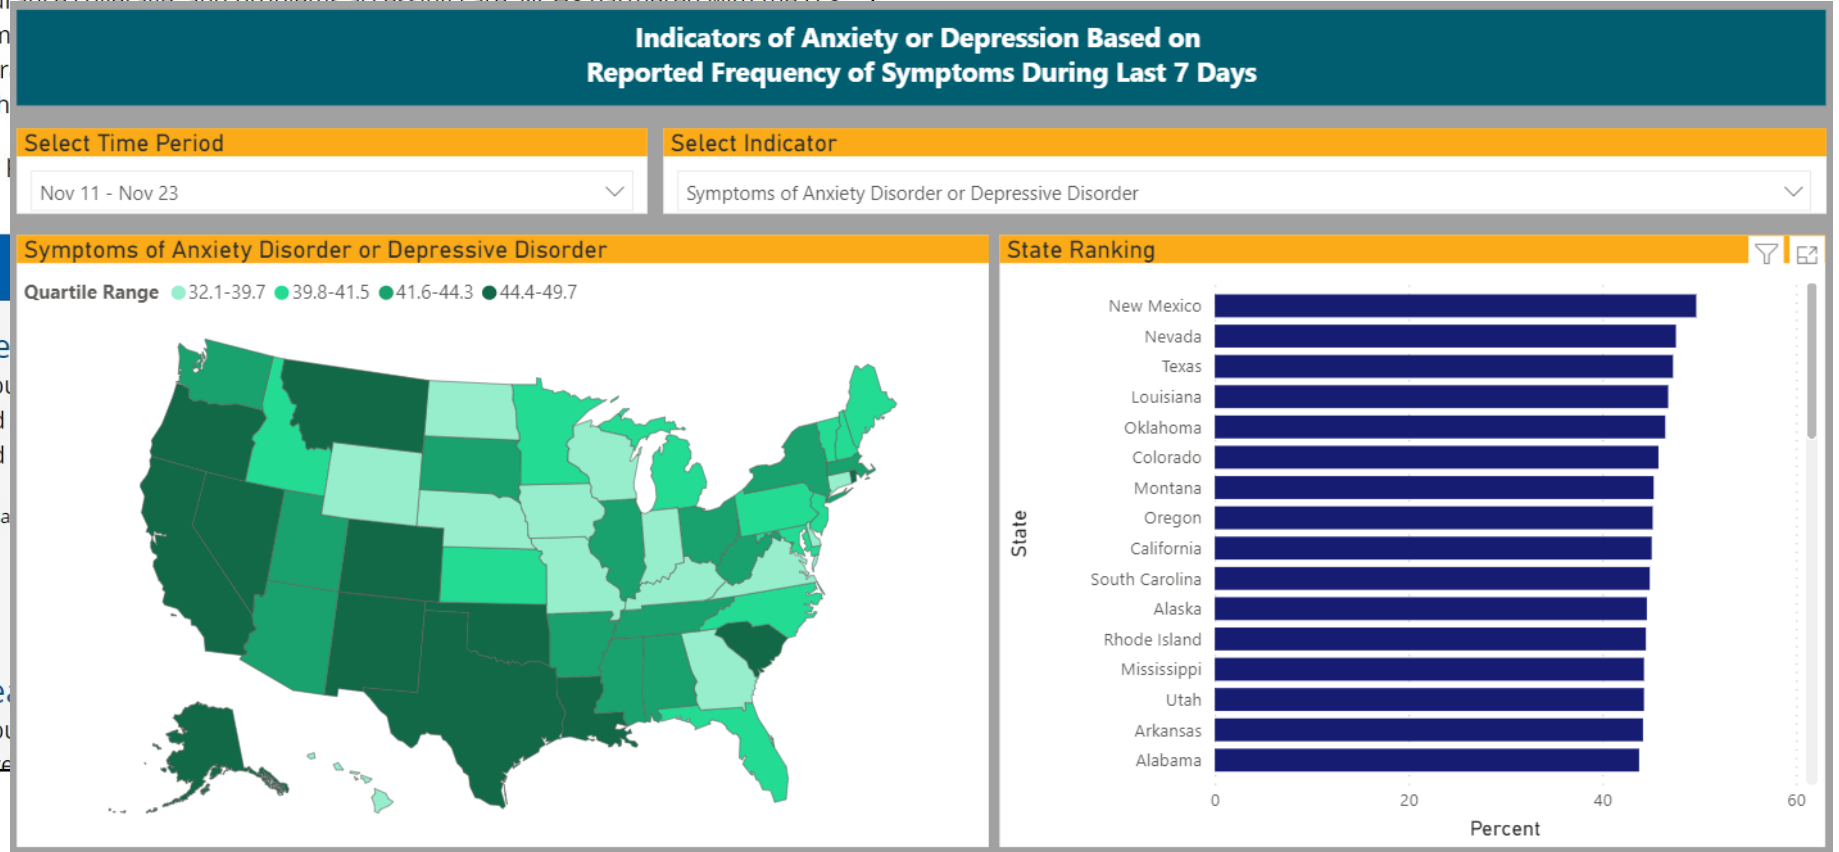 Indicators of Anxiety or Depression Based on
Reported Frequency of Symptoms During Last 7 Days
Select Time Period
Nov 11 - Nov 23
Select Indicator
Symptoms of Anxiety Disorder or Depressive Disorder
Symptoms of Anxiety Disorder or Depressive Disorder
Quartile Range 32.1-39.7 39.8-41.5 41.6-44.3 44.4-49.7
State Ranking
State
New Mexico
Nevada
Texas
Louisiana
Oklahoma
Colorado
Montana
Oregon
California
South Carolina
Alaska
Rhode Island
Mississippi
Utah
Arkansas
Alabama
0 20 40 60
Percent